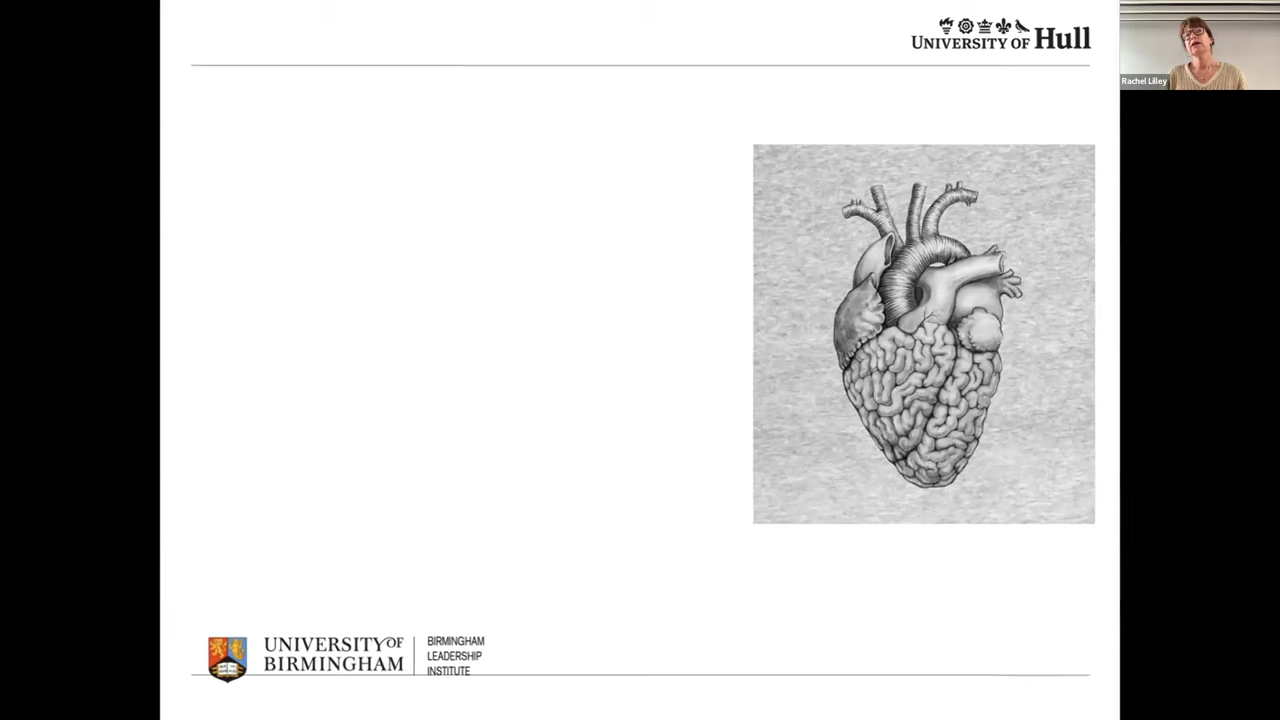 UNIVERSITY OF Hull
Rachel Lilley
UNIVERSITY OF
BIRMINGHAM
BIRMINGHAM
LEADERSHIP
INSTITUTE